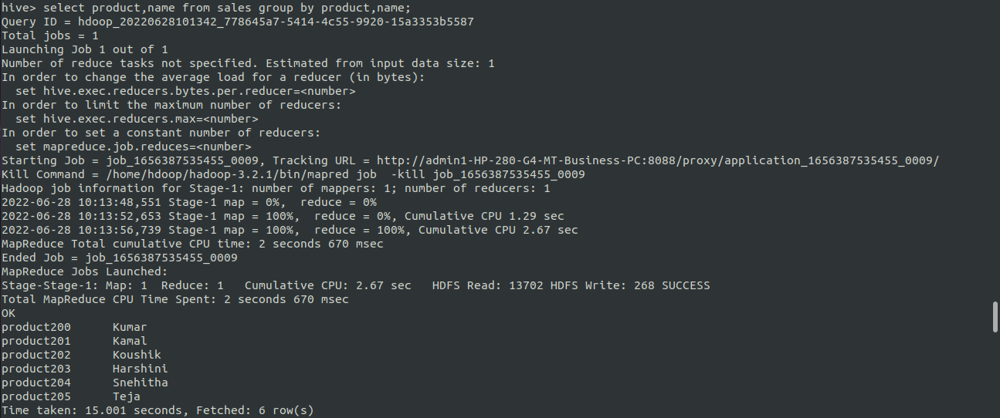 hive> select product,name from sales group by product,name;
Query ID = hdoop_20220628101342_778645a7-5414-4c55-9920-15a3353b5587
Total jobs = 1
Launching Job 1 out of 1
Number of reduce tasks not specified. Estimated from input data size: 1
In order to change the average load for a reducer (in bytes):
  set hive.exec.reducers.bytes.per.reducer=<number>
In order to limit the maximum number of reducers:
  set hive.exec.reducers.max=<number>
In order to set a constant number of reducers:
  set mapreduce.job.reduces=<number>
Starting Job = job_1656387535455_0009, Tracking URL = http://admin1-HP-280-G4-MT-Business-PC:8088/proxy/application_1656387535455_0009/
Kill Command = /home/hdoop/hadoop-3.2.1/bin/mapred job  -kill job_1656387535455_0009
Hadoop job information for Stage-1: number of mappers: 1; number of reducers: 1
2022-06-28 10:13:48,551 Stage-1 map = 0%,  reduce = 0%
2022-06-28 10:13:52,653 Stage-1 map = 100%,  reduce = 0%, Cumulative CPU 1.29 sec
2022-06-28 10:13:56,739 Stage-1 map = 100%,  reduce = 100%, Cumulative CPU 2.67 sec
MapReduce Total cumulative CPU time: 2 seconds 670 msec
Ended Job = job_1656387535455_0009
MapReduce Jobs Launched:
Stage-Stage-1: Map: 1  Reduce: 1   Cumulative CPU: 2.67 sec   HDFS Read: 13702 HDFS Write: 268 SUCCESS
Total MapReduce CPU Time Spent: 2 seconds 670 msec
OK
product200      Kumar
product201      Kamal
product202      Koushik
product203      Harshini
product204      Snehitha
product205      Teja
Time taken: 15.001 seconds, Fetched: 6 row(s)